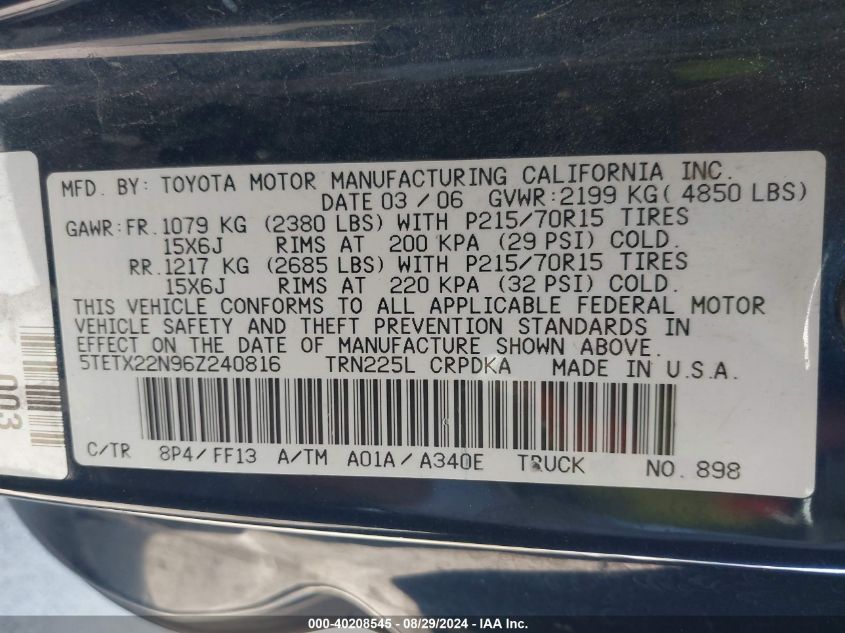 MFD. BY: TOYOTA MOTOR MANUFACTURING CALIFORNIA INC.
DATE 03 / 06 GVWR: 2199 KG ( 4850 LBS)
GAWR: FR. 1079 KG (2380 LBS) WITH P215/70R15 TIRES
15X6J RIMS AT 200 KPA (29 PSI) COLD.
RR. 1217 KG (2685 LBS) WITH P215/70R15 TIRES
15X6J RIMS AT 220 KPA (32 PSI) COLD.
THIS VEHICLE CONFORMS TO ALL APPLICABLE FEDERAL MOTOR
VEHICLE SAFETY AND THEFT PREVENTION STANDARDS IN
EFFECT ON THE DATE OF MANUFACTURE SHOWN ABOVE.
5TETX22N96Z240816 TRN225L CRPDKA MADE IN U.S.A.
C/TR 8P4/FF13 A/TM A01A/A340E TRUCK NO. 898
003
000-40208545 - 08/29/2024 - IAAI.com.